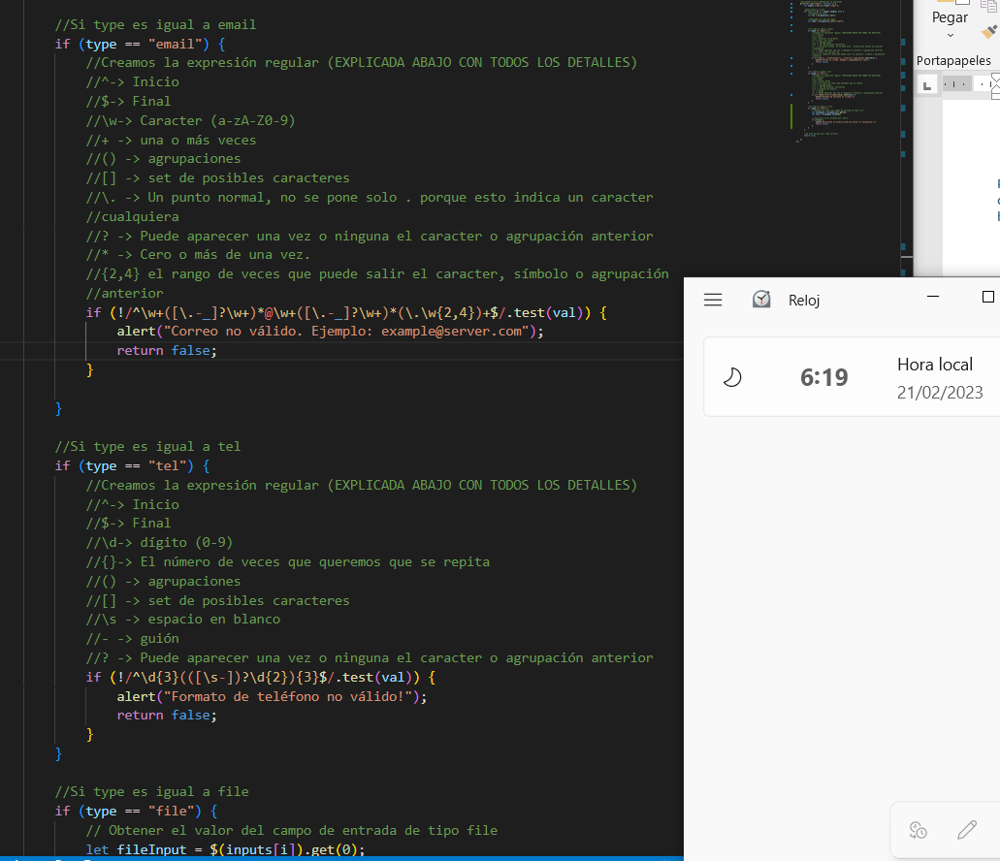 //Si type es igual a email
if (type == "email") {
//Creamos la expresión regular (EXPLICADA ABAJO CON TODOS LOS DETALLES)
//^-> Inicio
//$-> Final
//\w-> Caracter (a-zA-Z0-9)
//+ -> una o más veces
//() -> agrupaciones
//[] -> set de posibles caracteres
//\. -> Un punto normal, no se pone solo . porque esto indica un caracter
//cualquiera
//? -> Puede aparecer una vez o ninguna el caracter o agrupación anterior
//* -> Cero o más de una vez.
//{2,4} el rango de veces que puede salir el caracter, símbolo o agrupación
//anterior
if (!/^\w+([\.-_]?\w+)*@\w+([\.-_]?\w+)*(\.\w{2,4})+$/.test(val)) {
alert("Correo no válido. Ejemplo: example@server.com");
return false;
}
}
//Si type es igual a tel
if (type == "tel") {
//Creamos la expresión regular (EXPLICADA ABAJO CON TODOS LOS DETALLES)
//^-> Inicio
//$-> Final
//\d-> dígito (0-9)
//{}-> El número de veces que queremos que se repita
//() -> agrupaciones
//[] -> set de posibles caracteres
//\s -> espacio en blanco
//- -> guión
//? -> Puede aparecer una vez o ninguna el caracter o agrupación anterior
if (!/^\d{3}(([\s-])?\d{2}){3}$/.test(val)) {
alert("Formato de teléfono no válido!");
return false;
}
}
//Si type es igual a file
if (type == "file") {
// Obtener el valor del campo de entrada de tipo file
let fileInput = $(inputs[i]).get(0);
Pegar
Portapapeles
Reloj
6:19
Hora local
21/02/2023